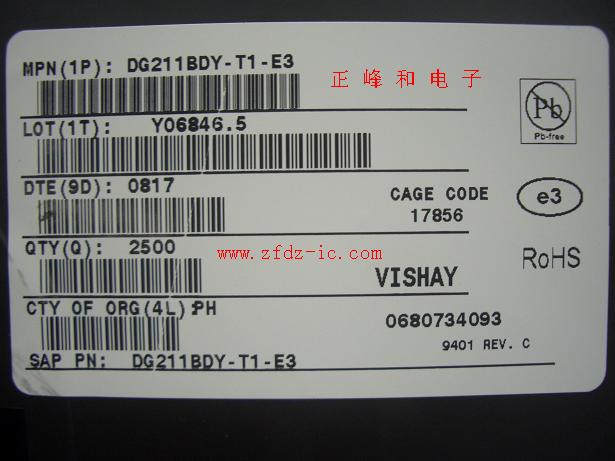 MPN(1P): DG211BDY-T1-E3
正峰和电子
Pb
Pb-free
LOT(1T): Y06846.5
DTE(9D): 0817
CAGE CODE
17856
e3
QTY(Q): 2500
www.zfdz-ic.com
VISHAY
RoHS
CTY OF ORG(4L):PH
0680734093
9401 REV. C
SAP PN: DG211BDY-T1-E3